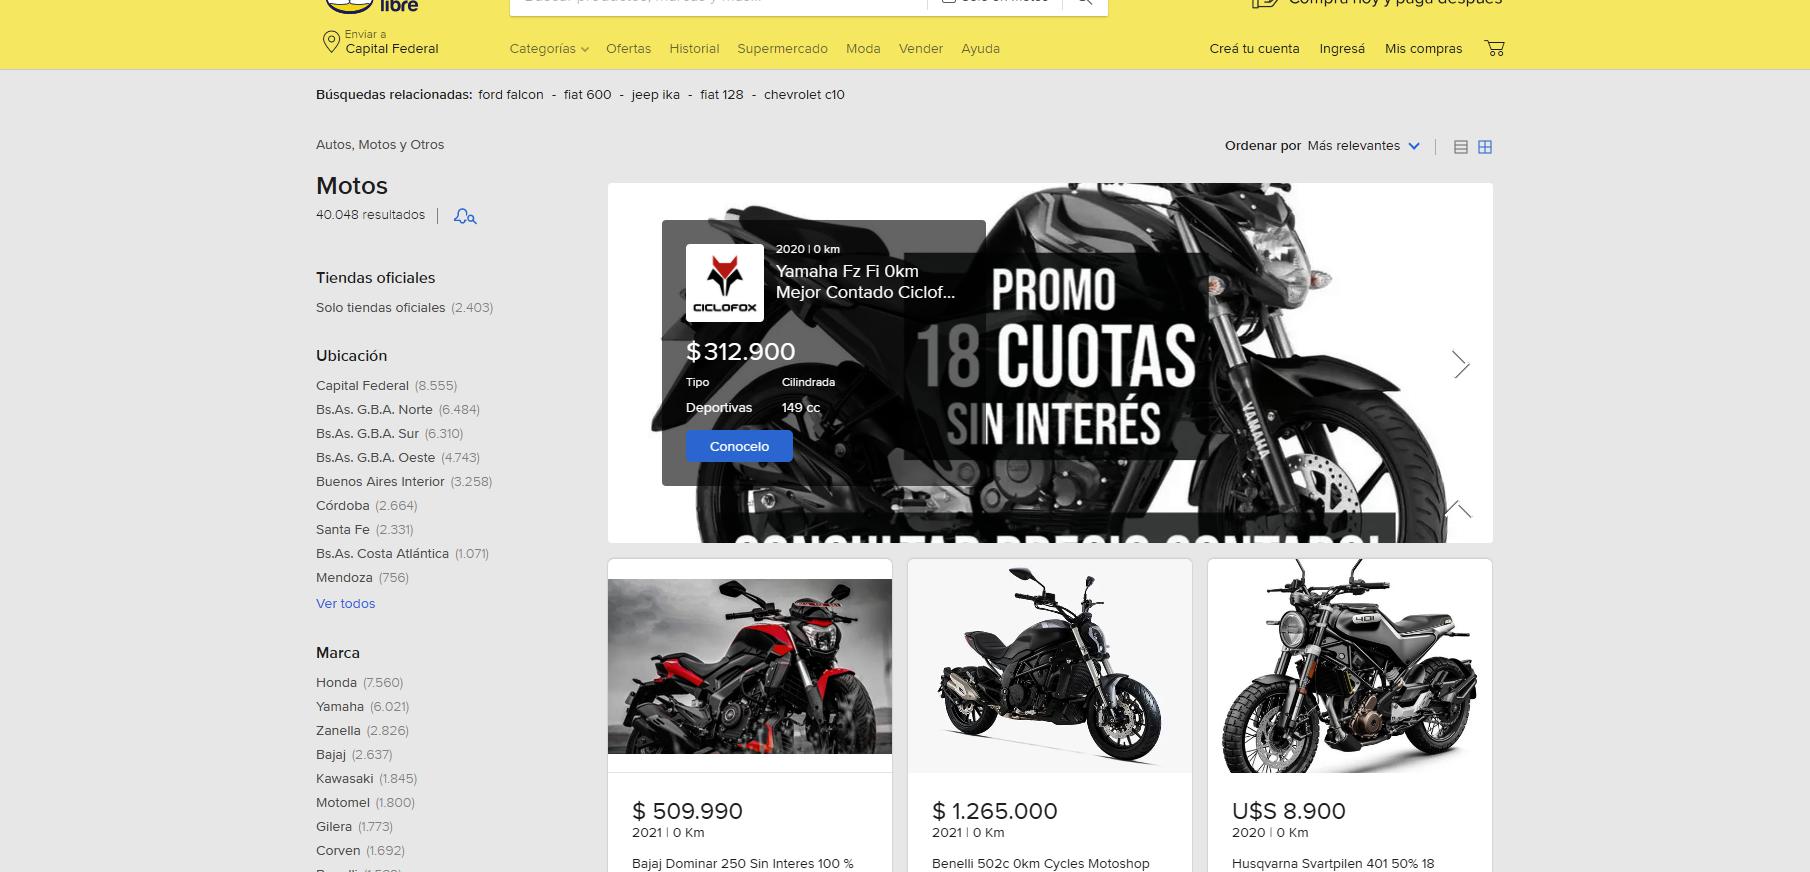 libre
Enviar a
Capital Federal
Categorías
Ofertas
Historial
Supermercado
Moda
Vender
Ayuda
Creá tu cuenta
Ingresá
Mis compras
Búsquedas relacionadas: ford falcon - fiat 600 - jeep ika - fiat 128 - chevrolet c10
Autos, Motos y Otros
Ordenar por Más relevantes
Motos
40.048 resultados
Tiendas oficiales
Solo tiendas oficiales (2.403)
Ubicación
Capital Federal (8.555)
Bs.As. G.B.A. Norte (6.484)
Bs.As. G.B.A. Sur (6.310)
Bs.As. G.B.A. Oeste (4.743)
Buenos Aires Interior (3.258)
Córdoba (2.664)
Santa Fe (2.331)
Bs.As. Costa Atlántica (1.071)
Mendoza (756)
Ver todos
Marca
Honda (7.560)
Yamaha (6.021)
Zanella (2.826)
Bajaj (2.637)
Kawasaki (1.845)
Motomel (1.800)
Gilera (1.773)
Corven (1.692)
CICLOFOX
2020 | 0 km
Yamaha Fz Fi 0km
Mejor Contado Ciclof...
$312.900
Tipo
Cilindrada
Deportivas
149 cc
Conocelo
PROMO
18 CUOTAS
SIN INTERÉS
YAMAHA
401
$ 509.990
2021 | 0 Km
Bajaj Dominar 250 Sin Interes 100 %
$ 1.265.000
2021 | 0 Km
Benelli 502c 0km Cycles Motoshop
U$S 8.900
2020 | 0 Km
Husqvarna Svartpilen 401 50% 18